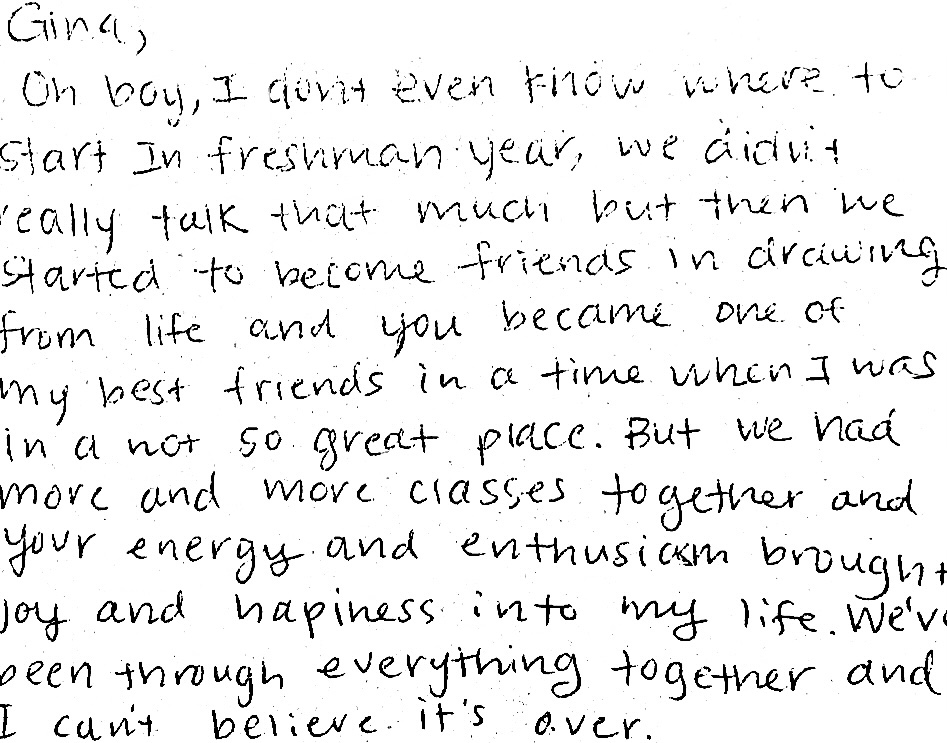 Gina,
Oh boy, I don't even know where to
start In freshman year, we didn't
really talk that much but then we
started to become friends in drawing
from life and you became one of
my best friends in a time when I was
in a not so great place. But we had
more and more classes together and
your energy and enthusiasm brought
joy and hapiness into my life. We've
been through everything together and
I can't believe it's over.